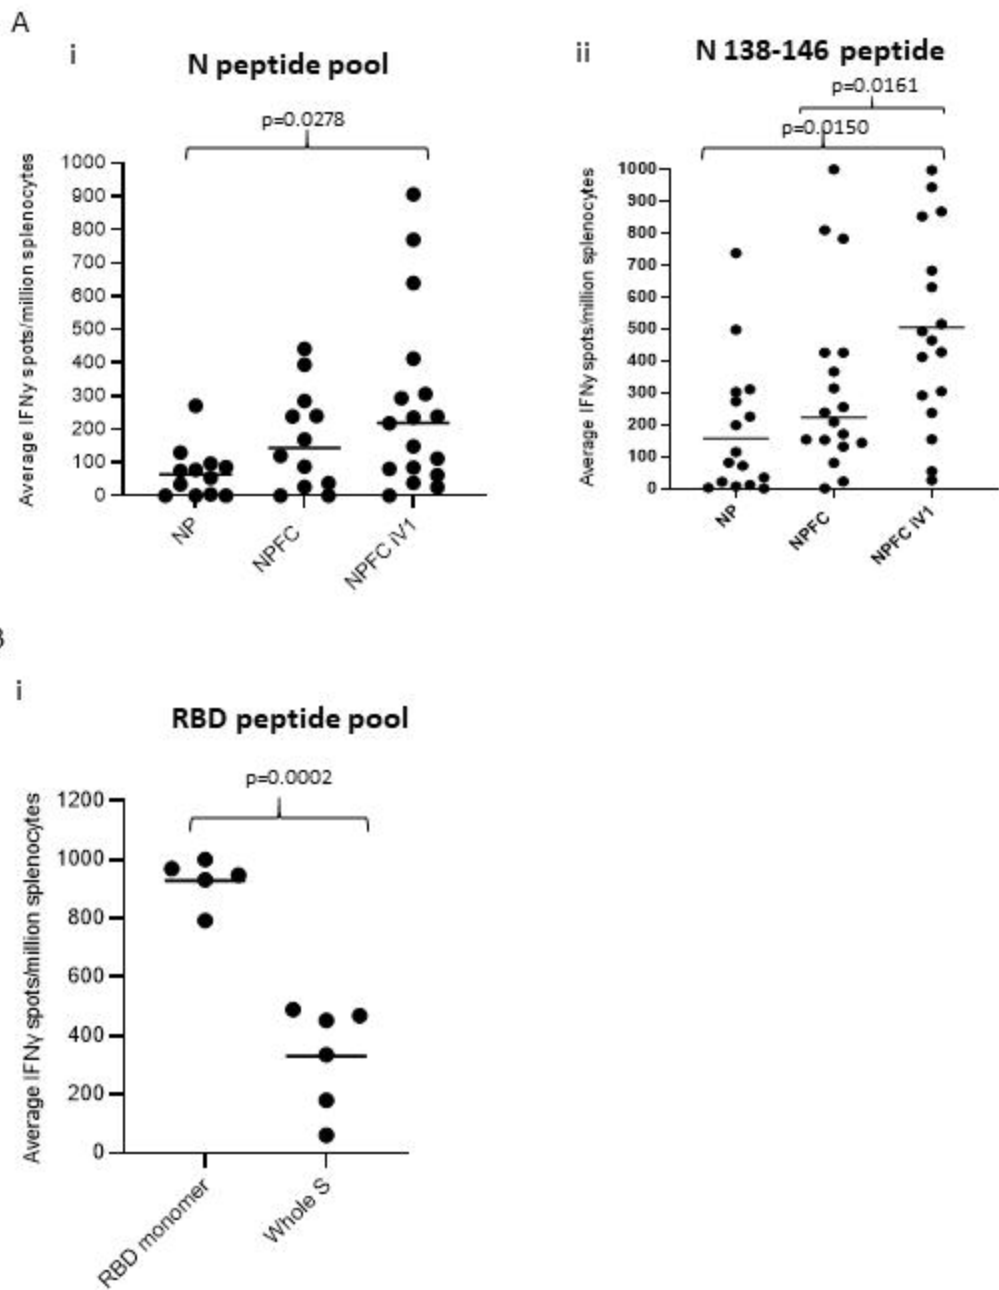 A
i
N peptide pool
p=0.0278
Average IFNγ spots/million splenocytes
1000
900
800
700
600
500
400
300
200
100
0
NP
NPFC
NPFC iV1
ii
N 138-146 peptide
p=0.0161
p=0.0150
Average IFNγ spots/million splenocytes
1000
900
800
700
600
500
400
300
200
100
0
NP
NPFC
NPFC iV1
i
RBD peptide pool
p=0.0002
Average IFNγ spots/million splenocytes
1200
1000
800
600
400
200
0
RBD monomer
Whole S